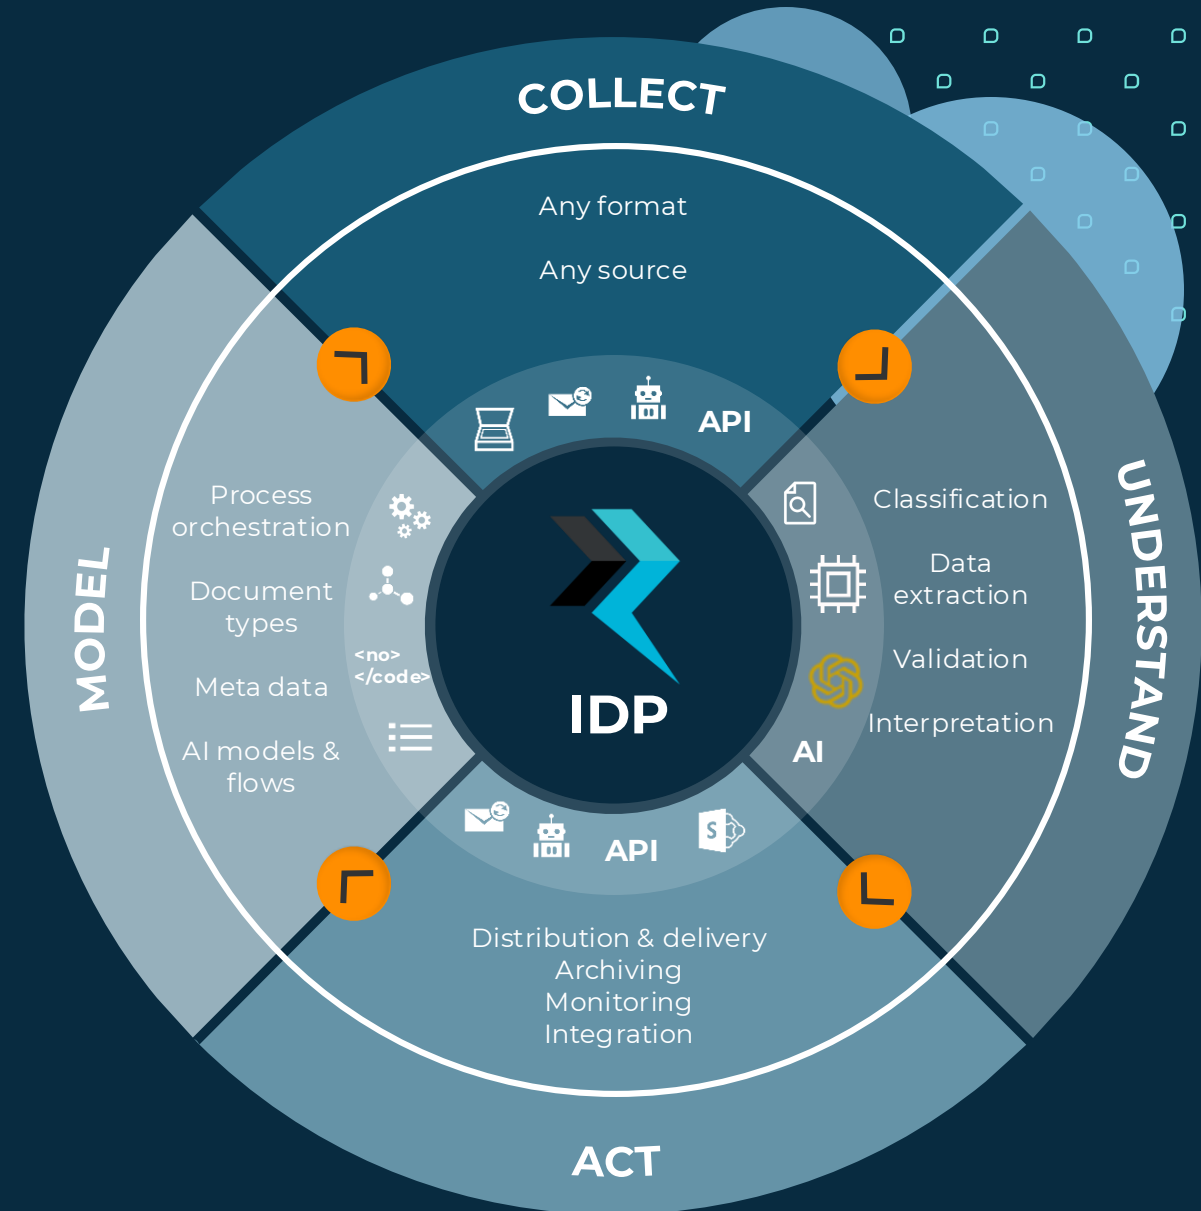 COLLECT
Any format
Any source
API
UNDERSTAND
Classification
Data
extraction
Validation
Interpretation
AI
MODEL
Process
orchestration
Document
types
Meta data
AI models &
flows
<no>
</code>
IDP
S
API
Distribution & delivery
Archiving
Monitoring
Integration
ACT